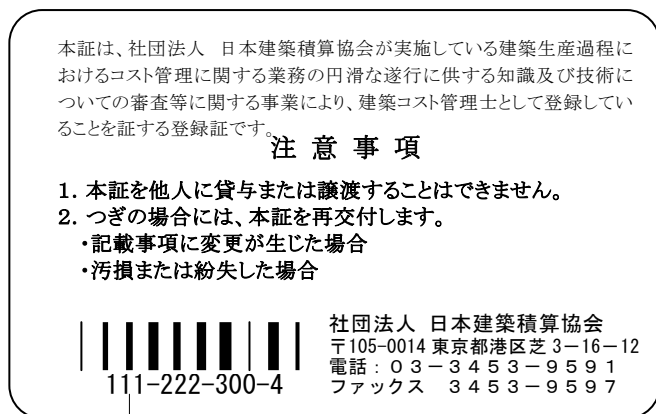 本証は、社団法人　日本建築積算協会が実施している建築生産過程に
おけるコスト管理に関する業務の円滑な遂行に供する知識及び技術に
ついての審査等に関する事業により、建築コスト管理士として登録してい
ることを証する登録証です。
注 意 事 項
1．本証を他人に貸与または譲渡することはできません。
2．つぎの場合には、本証を再交付します。
・記載事項に変更が生じた場合
・汚損または紛失した場合
社団法人 日本建築積算協会
〒105-0014 東京都港区芝 3－16－12
電話：０３－３４５３－９５９１
ファックス　３４５３－９５９７
111-222-300-4